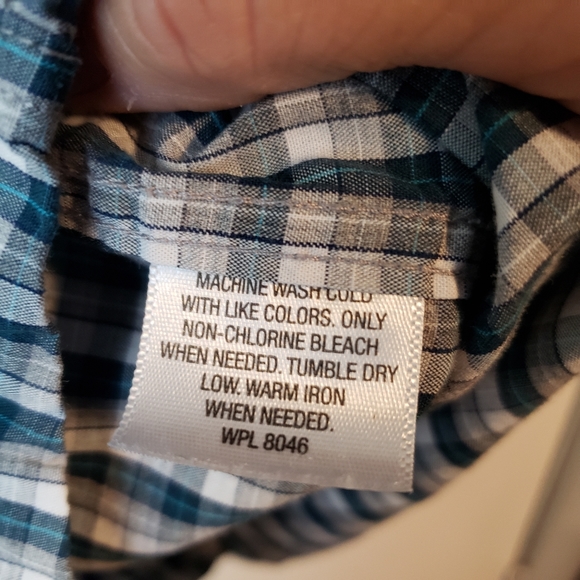 MACHINE WASH COLD
WITH LIKE COLORS. ONLY
NON-CHLORINE BLEACH
WHEN NEEDED. TUMBLE DRY
LOW. WARM IRON
WHEN NEEDED.
WPL 8046